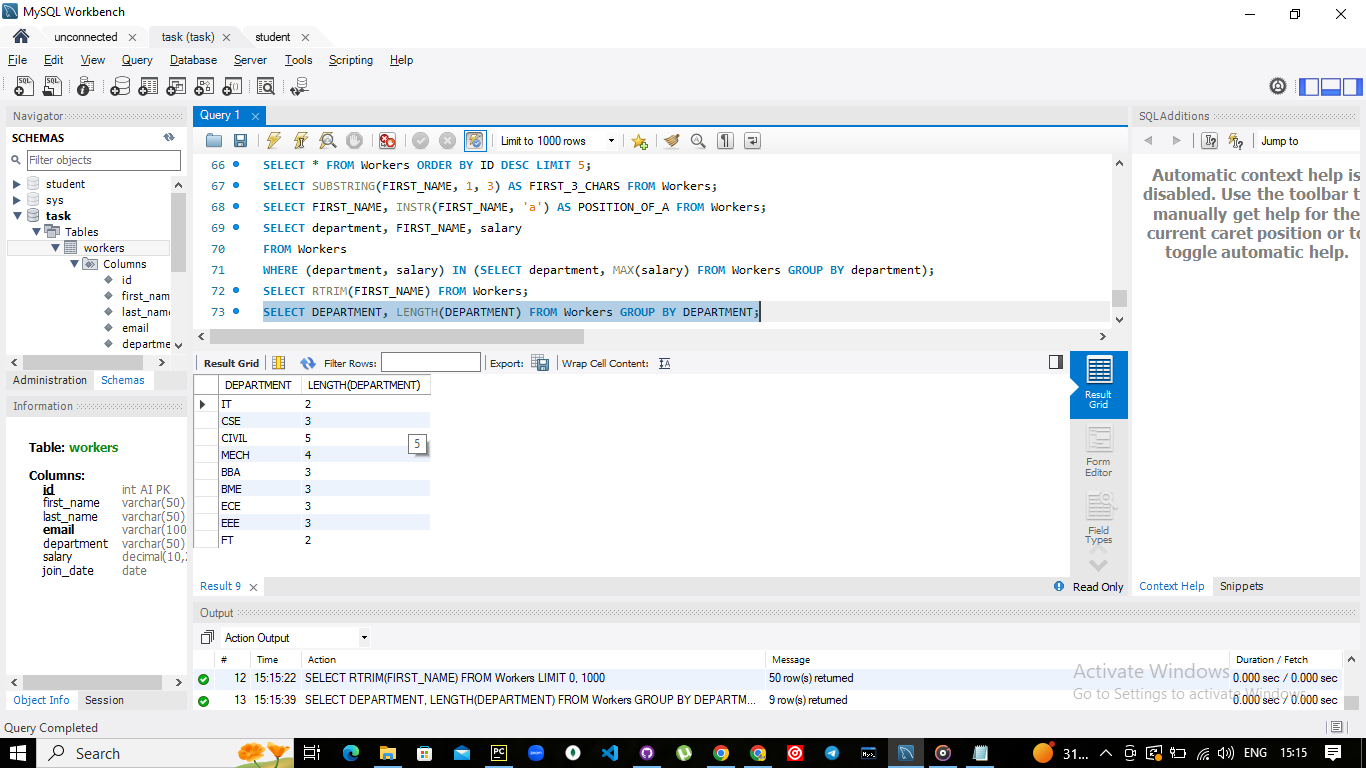 MySQL Workbench
unconnected
task (task)
student
File Edit View Query Database Server Tools Scripting Help
Navigator
SCHEMAS
Filter objects
student
sys
task
Tables
workers
Columns
id
first_nam
last_name
email
departme
Administration Schemas
Information
Table: workers
Columns:
id int AI PK
first_name varchar(50)
last_name varchar(50)
email varchar(100
department varchar(50)
salary decimal(10,
join_date date
Object Info Session
Query 1
Limit to 1000 rows
66 SELECT * FROM Workers ORDER BY ID DESC LIMIT 5;
67 SELECT SUBSTRING(FIRST_NAME, 1, 3) AS FIRST_3_CHARS FROM Workers;
68 SELECT FIRST_NAME, INSTR(FIRST_NAME, 'a') AS POSITION_OF_A FROM Workers;
69 SELECT department, FIRST_NAME, salary
70 FROM Workers
71 WHERE (department, salary) IN (SELECT department, MAX(salary) FROM Workers GROUP BY department);
72 SELECT RTRIM(FIRST_NAME) FROM Workers;
73 SELECT DEPARTMENT, LENGTH(DEPARTMENT) FROM Workers GROUP BY DEPARTMENT;
Result Grid Filter Rows: Export: Wrap Cell Content:
DEPARTMENT LENGTH(DEPARTMENT)
IT 2
CSE 3
CIVIL 5
5
MECH 4
BBA 3
BME 3
ECE 3
EEE 3
FT 2
Result Grid
Form Editor
Field Types
Result 9
Read Only
SQLAdditions
Jump to
Automatic context help is
disabled. Use the toolbar t
manually get help for the
current caret position or to
toggle automatic help.
Context Help Snippets
Output
Action Output
# Time Action Message Duration / Fetch
12 15:15:22 SELECT RTRIM(FIRST_NAME) FROM Workers LIMIT 0, 1000 50 row(s) returned 0.000 sec / 0.000 sec
13 15:15:39 SELECT DEPARTMENT, LENGTH(DEPARTMENT) FROM Workers GROUP BY DEPARTM... 9 row(s) returned 0.000 sec / 0.000 sec
Activate Windows
Go to Settings to activate Windows.
Query Completed
Search
31...
ENG
15:15